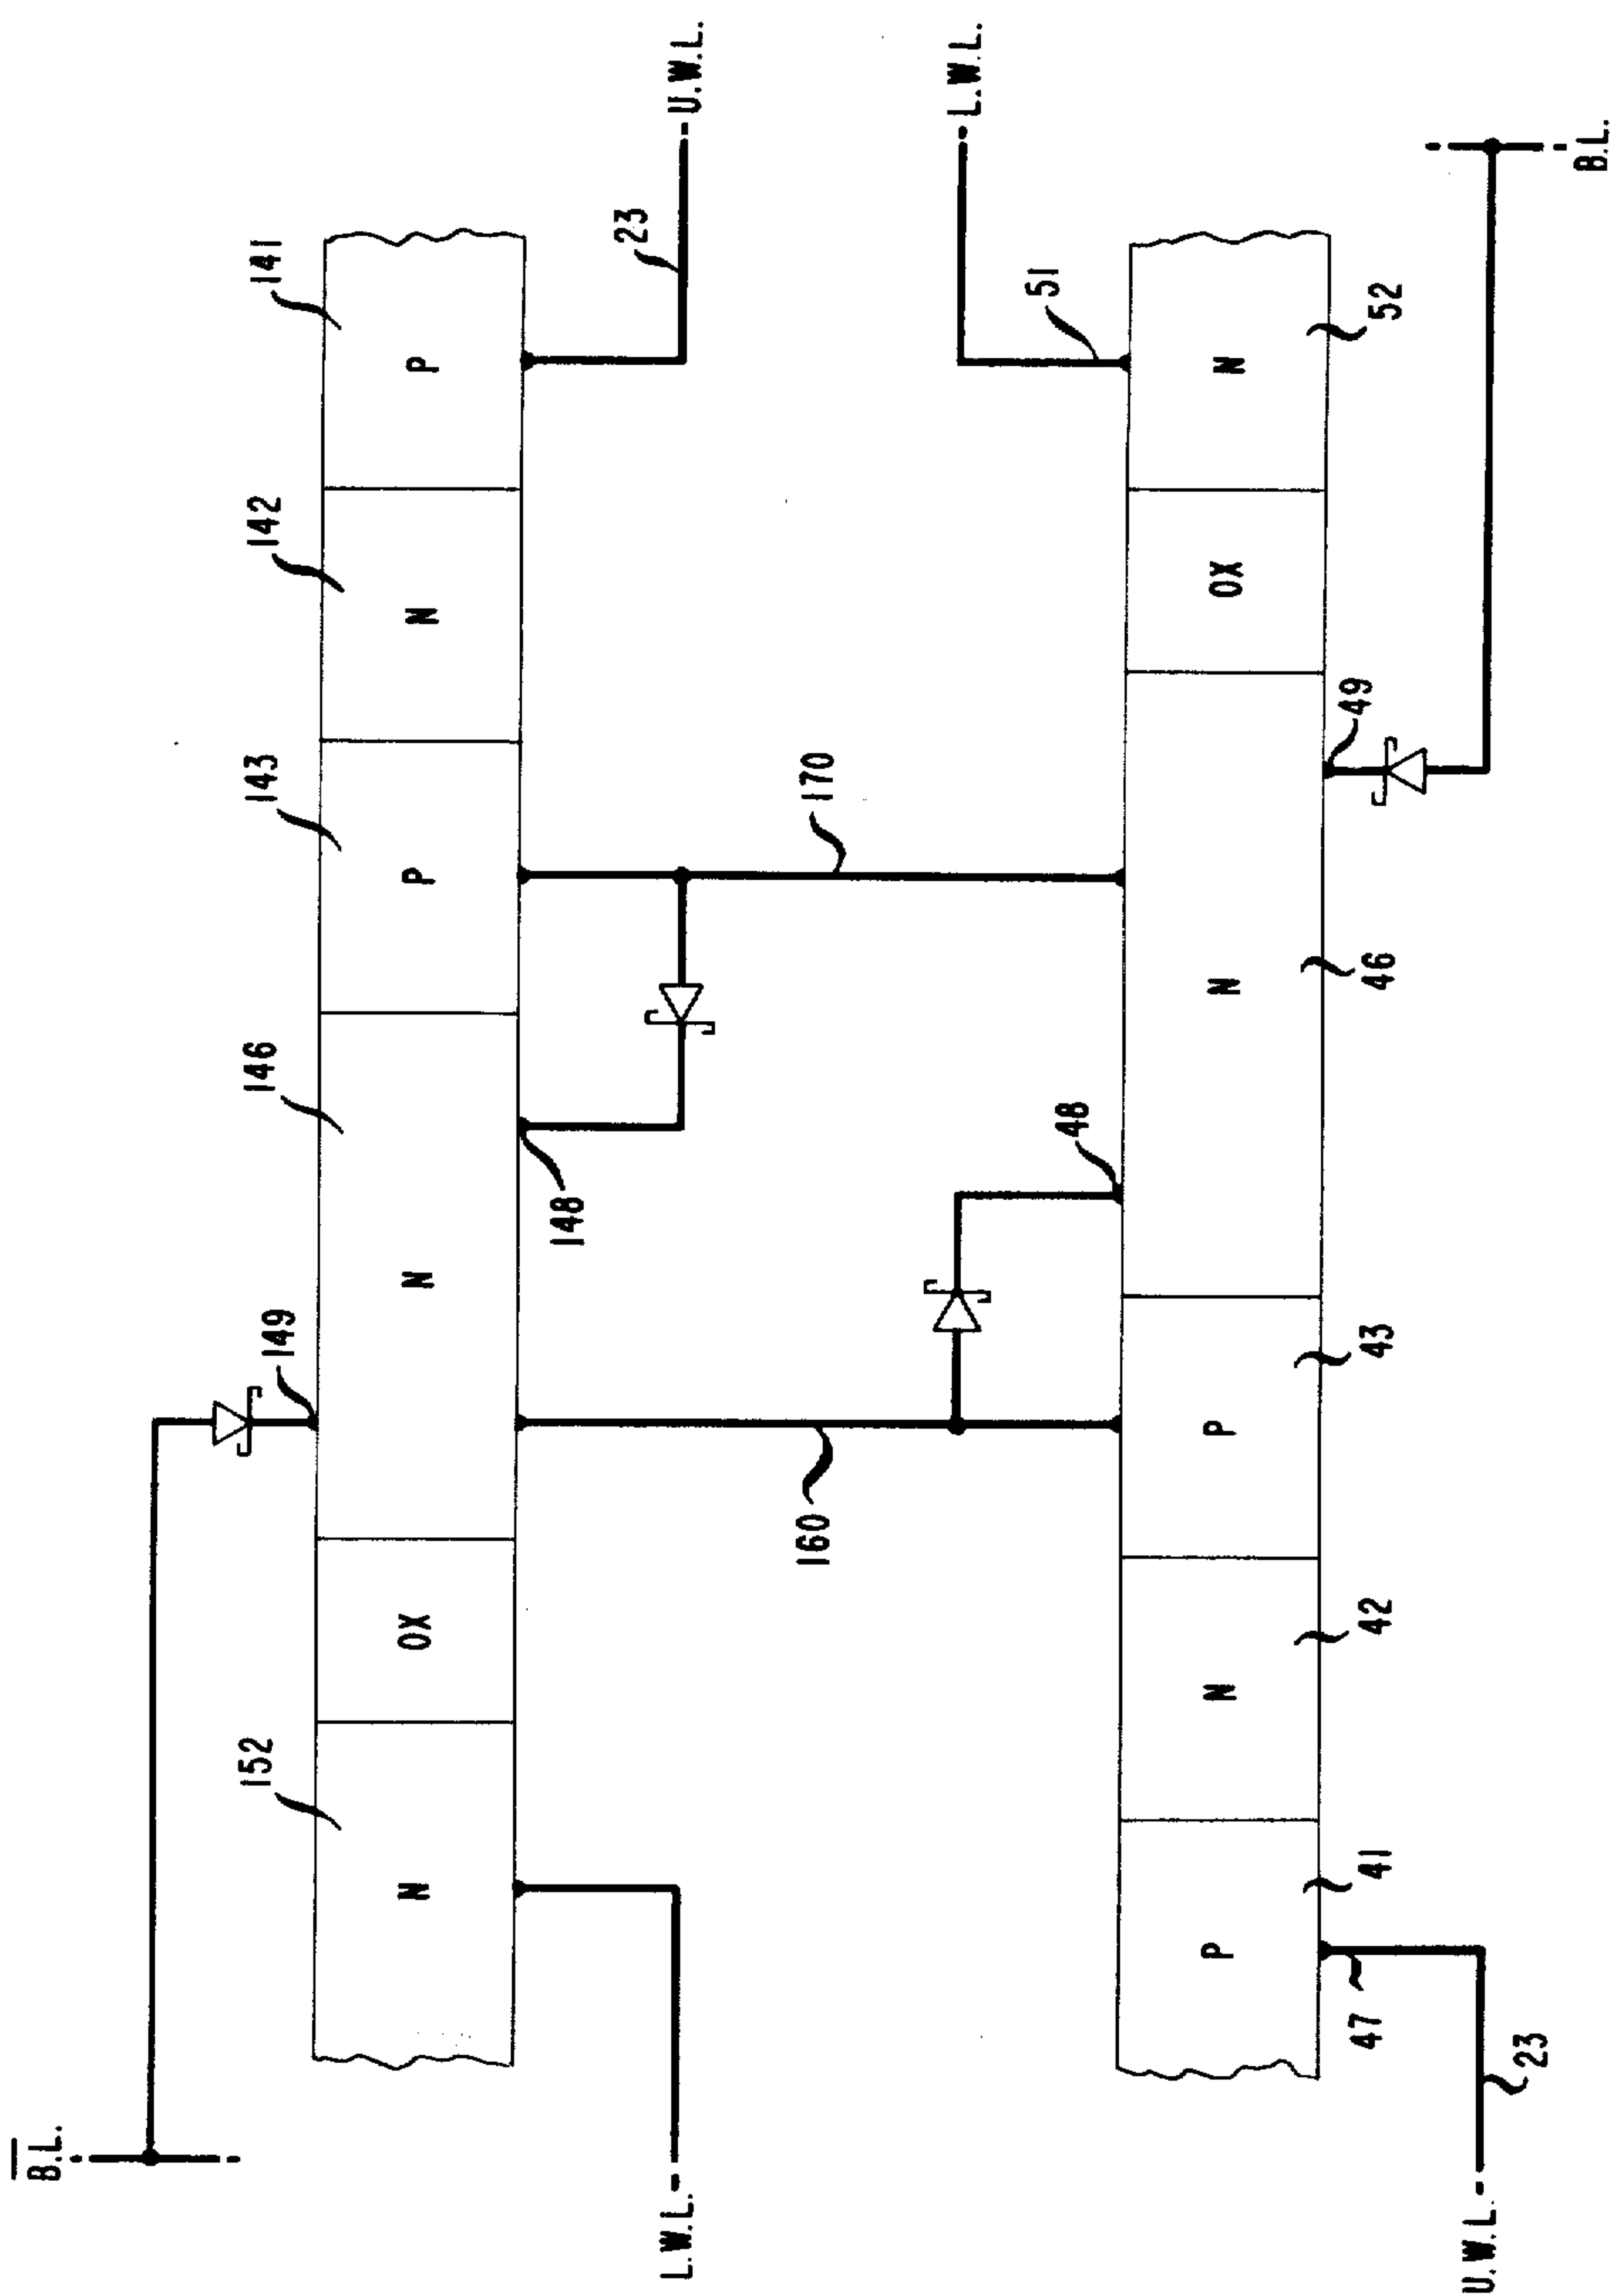 B̅.̅L̅.̅
152 149 146 143 142 141
N OX N P N P
148
23
L.W.L. U.W.L.
160 170
L.W.L.
48 51
P N P N OX N
47 41 42 43 46 49 52
U.W.L.
23
B.L.